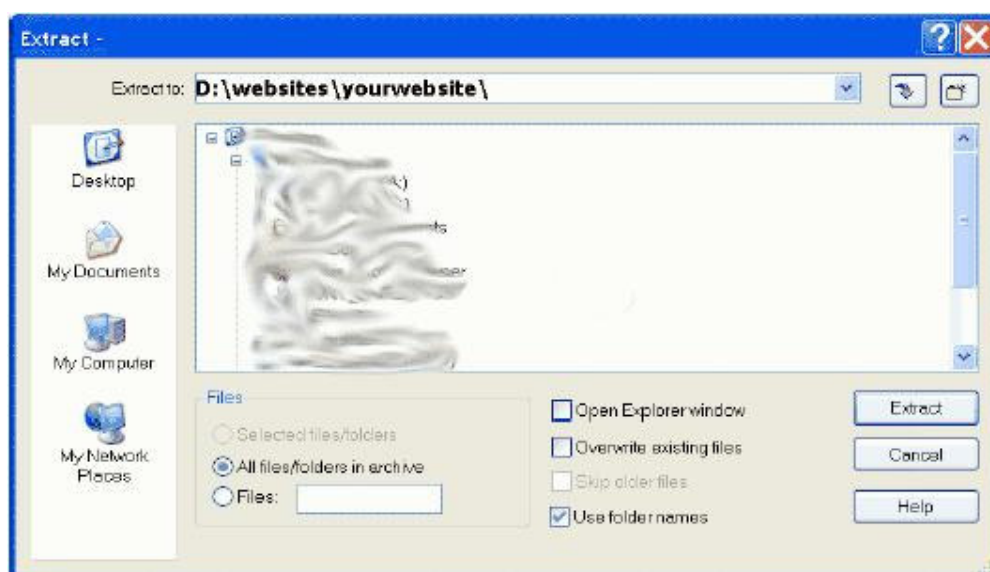 Extract -
Extract to: D:\websites\yourwebsite\
Desktop
My Documents
My Computer
My Network
Places
Files
Selected files/folders
All files/folders in archive
Files:
Open Explorer window
Overwrite existing files
Skip older files
Use folder names
Extract
Cancel
Help